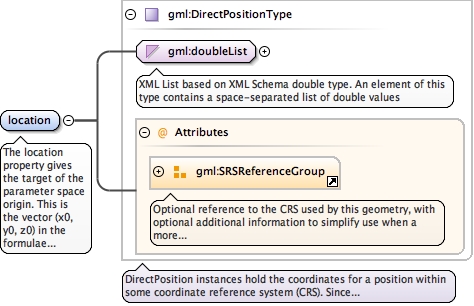 gml:DirectPositionType
gml:doubleList
XML List based on XML Schema double type. An element of this
type contains a space-separated list of double values
location
The location
property gives
the target of the
parameter space
origin. This is
the vector (x0,
y0, z0) in the
formulae...
@ Attributes
gml:SRSReferenceGroup
Optional reference to the CRS used by this geometry, with
optional additional information to simplify use when a
more...
DirectPosition instances hold the coordinates for a position within
some coordinate reference system (CRS). Since...